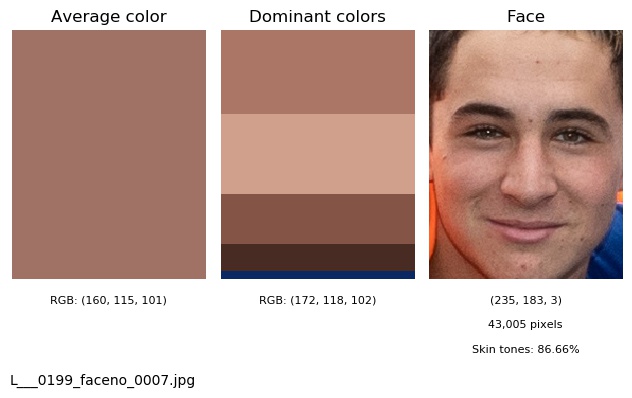 Average color
Dominant colors
Face
RGB: (160, 115, 101)
RGB: (172, 118, 102)
(235, 183, 3)
43,005 pixels
Skin tones: 86.66%
L___0199_faceno_0007.jpg